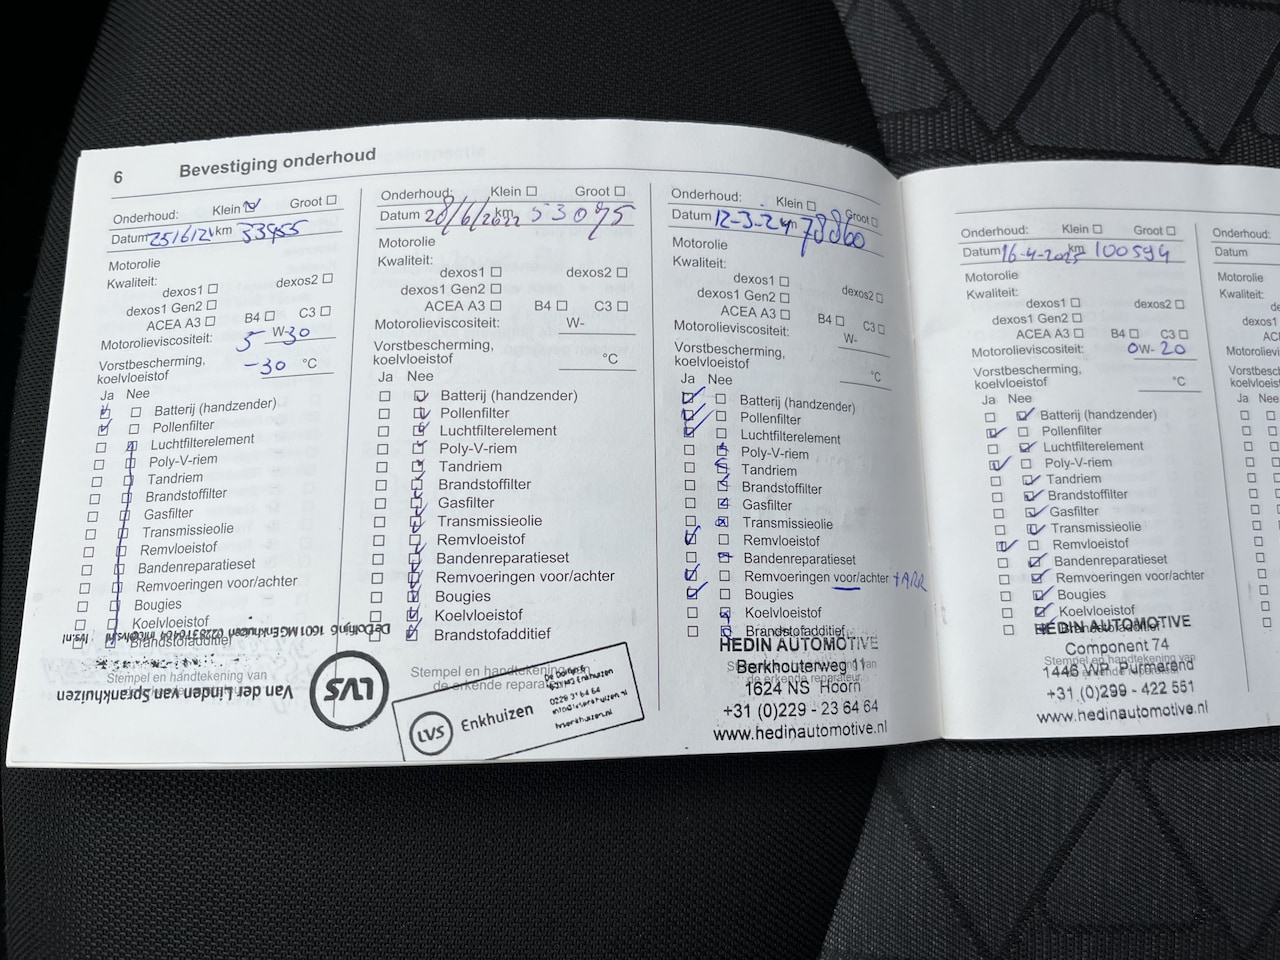 6 Bevestiging onderhoud
Onderhoud: Klein Groot
Datum 25/6/21 km 33955
Motorolie
Kwaliteit:
dexos1 dexos2
dexos1 Gen2
ACEA A3 B4 C3
Motorolieviscositeit: 5 W-30
Vorstbescherming,
koelvloeistof -30 °C
Ja Nee
Batterij (handzender)
Pollenfilter
Luchtfilterelement
Poly-V-riem
Tandriem
Brandstoffilter
Gasfilter
Transmissieolie
Remvloeistof
Bandenreparatieset
Remvoeringen voor/achter
Bougies
Koelvloeistof
Brandstofadditief
Stempel en handtekening van
Van der Linden van Sprankhuizen
LVS
Onderhoud: Klein Groot
Datum 28/6/2022 km 53075
Motorolie
Kwaliteit:
dexos1 dexos2
dexos1 Gen2
ACEA A3 B4 C3
Motorolieviscositeit: W-
Vorstbescherming,
koelvloeistof °C
Ja Nee
Batterij (handzender)
Pollenfilter
Luchtfilterelement
Poly-V-riem
Tandriem
Brandstoffilter
Gasfilter
Transmissieolie
Remvloeistof
Bandenreparatieset
Remvoeringen voor/achter
Bougies
Koelvloeistof
Brandstofadditief
Stempel en handtekening van
de erkende reparateur
LVS Enkhuizen
Onderhoud: Klein Groot
Datum 12-3-24 km 78860
Motorolie
Kwaliteit:
dexos1 dexos2
dexos1 Gen2
ACEA A3 B4 C3
Motorolieviscositeit: W-
Vorstbescherming,
koelvloeistof °C
Ja Nee
Batterij (handzender)
Pollenfilter
Luchtfilterelement
Poly-V-riem
Tandriem
Brandstoffilter
Gasfilter
Transmissieolie
Remvloeistof
Bandenreparatieset
Remvoeringen voor/achter
Bougies
Koelvloeistof
Brandstofadditief
HEDIN AUTOMOTIVE
Berkhouterweg 11
1624 NS Hoorn
+31 (0)229 - 23 64 64
www.hedinautomotive.nl
Onderhoud: Klein Groot
Datum 16-4-2025 km 100594
Motorolie
Kwaliteit:
dexos1 dexos2
dexos1 Gen2
ACEA A3 B4 C3
Motorolieviscositeit: 0W-20
Vorstbescherming,
koelvloeistof °C
Ja Nee
Batterij (handzender)
Pollenfilter
Luchtfilterelement
Poly-V-riem
Tandriem
Brandstoffilter
Gasfilter
Transmissieolie
Remvloeistof
Bandenreparatieset
Remvoeringen voor/achter
Bougies
Koelvloeistof
Brandstofadditief
HEDIN AUTOMOTIVE
Component 74
1446 WP Purmerend
+31 (0)299 - 422 551
www.hedinautomotive.nl
Onderhoud:
Datum
Motorolie
Kwaliteit: